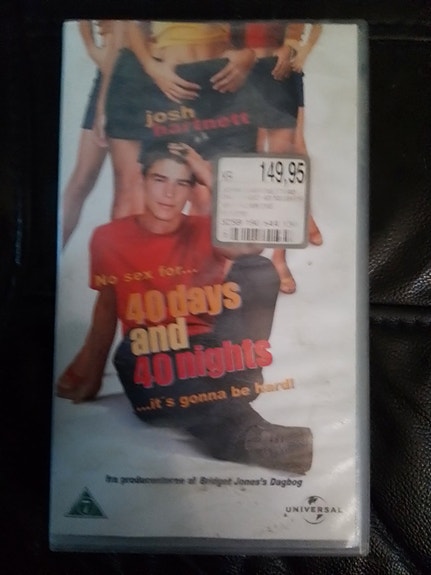 josh
hartnett
149,95
No sex for...
40 days
and
40 nights
...it's gonna be hard!
fra producenterne af Bridget Jones's Dagbog
UNIVERSAL